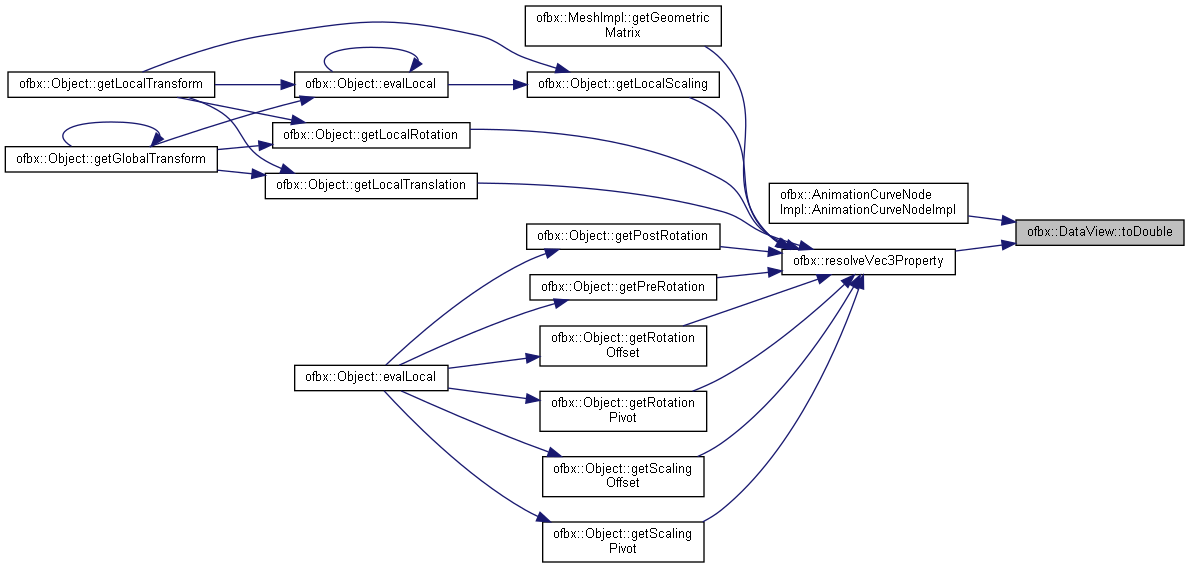 ofbx::MeshImpl::getGeometric
Matrix
ofbx::Object::getLocalTransform
ofbx::Object::evalLocal
ofbx::Object::getLocalScaling
ofbx::Object::getLocalRotation
ofbx::Object::getGlobalTransform
ofbx::Object::getLocalTranslation
ofbx::AnimationCurveNode
Impl::AnimationCurveNodeImpl
ofbx::DataView::toDouble
ofbx::Object::getPostRotation
ofbx::resolveVec3Property
ofbx::Object::getPreRotation
ofbx::Object::getRotation
Offset
ofbx::Object::evalLocal
ofbx::Object::getRotation
Pivot
ofbx::Object::getScaling
Offset
ofbx::Object::getScaling
Pivot